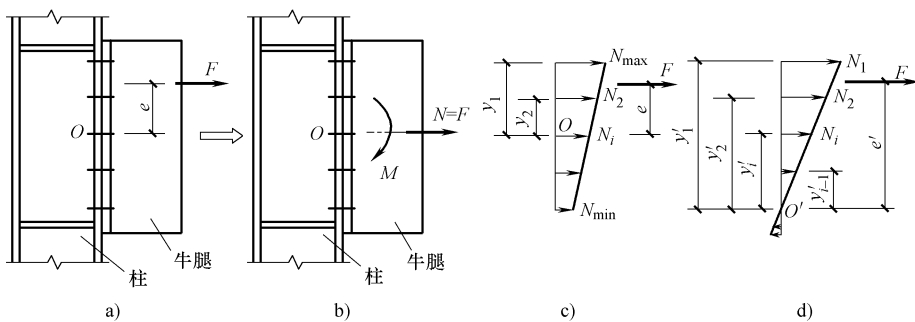 F
e
O
柱
牛腿
a)
O
N=F
M
柱
牛腿
b)
N_max
F
N_2
e
y_1
y_2
O
N_i
N_min
c)
N_1
F
N_2
N_i
y'_1
y'_2
y'_i
y'_{i-1}
e'
O'
d)